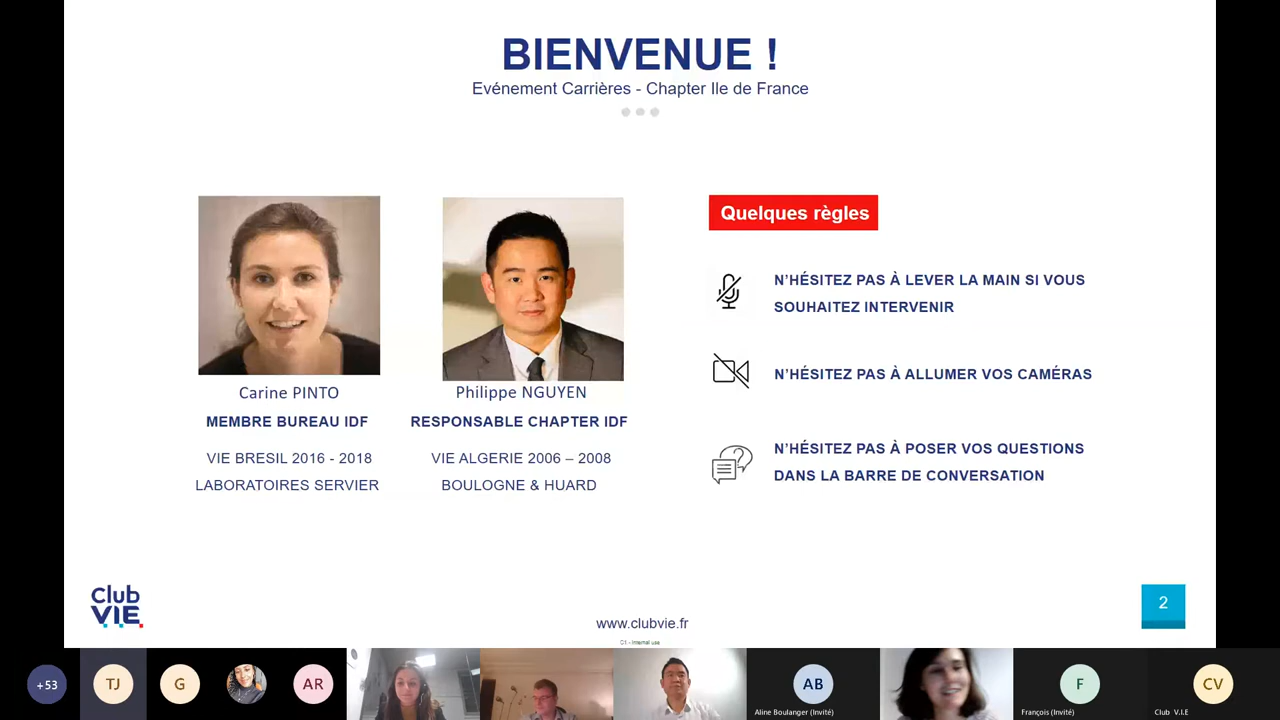 BIENVENUE !
Evénement Carrières - Chapter Ile de France
Quelques règles
N'HÉSITEZ PAS À LEVER LA MAIN SI VOUS
SOUHAITEZ INTERVENIR
N'HÉSITEZ PAS À ALLUMER VOS CAMÉRAS
N'HÉSITEZ PAS À POSER VOS QUESTIONS
DANS LA BARRE DE CONVERSATION
Carine PINTO
MEMBRE BUREAU IDF
VIE BRESIL 2016 - 2018
LABORATOIRES SERVIER
Philippe NGUYEN
RESPONSABLE CHAPTER IDF
VIE ALGERIE 2006 – 2008
BOULOGNE & HUARD
Club
VIE
www.clubvie.fr
C1 - Internal use
2
+53
TJ
G
AR
AB
Aline Boulanger (Invité)
F
François (Invité)
CV
Club V.I.E